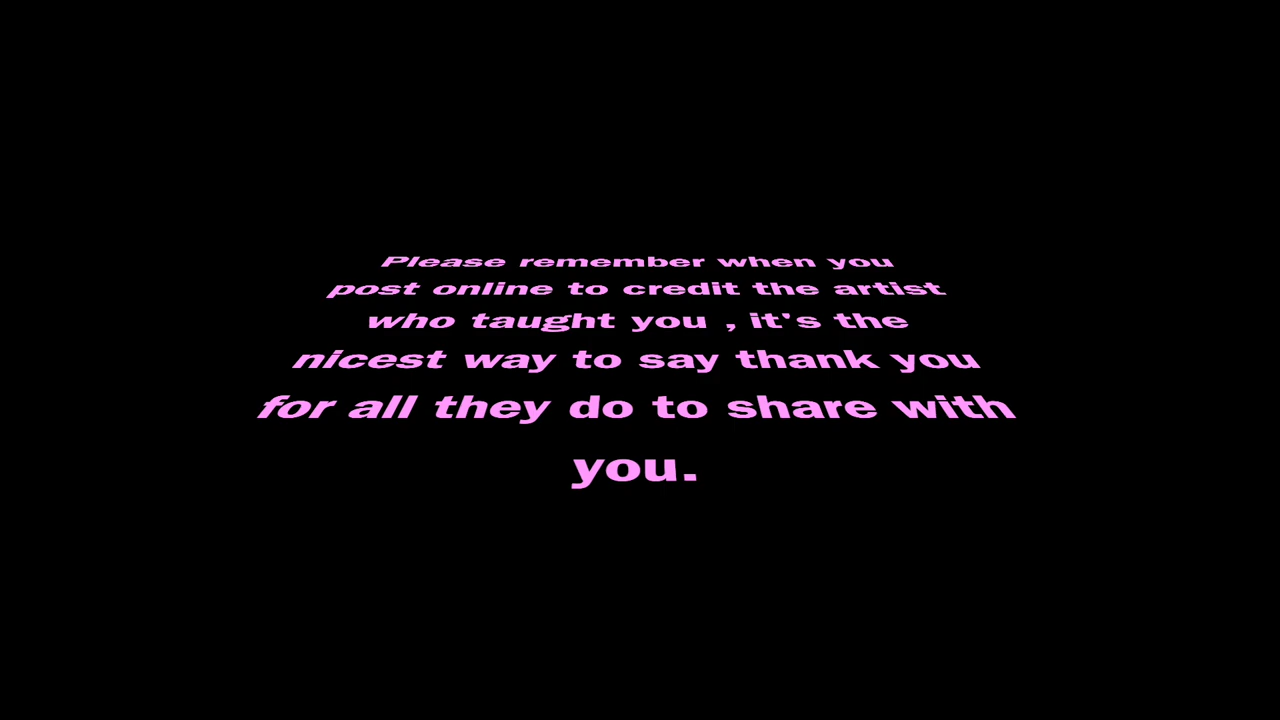 Please remember when you
post online to credit the artist
who taught you , it's the
nicest way to say thank you
for all they do to share with
you.